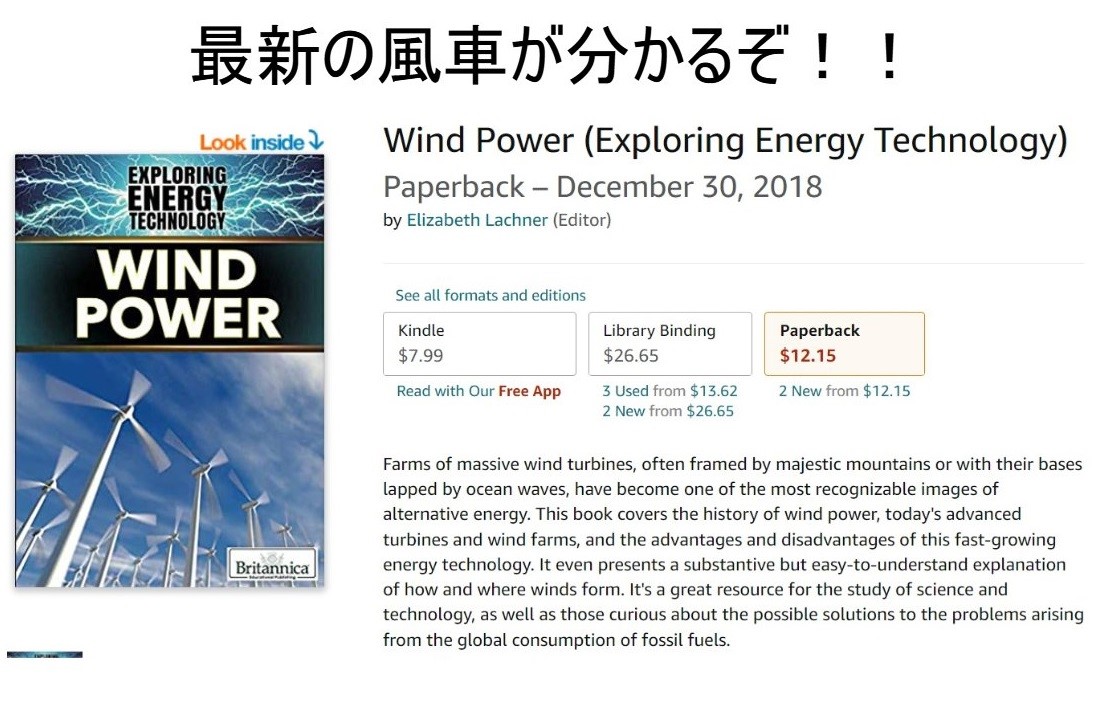 最新の風車が分かるぞ！！
Look inside
EXPLORING
ENERGY
TECHNOLOGY
WIND
POWER
Britannica
Educational Publishing
Wind Power (Exploring Energy Technology)
Paperback – December 30, 2018
by Elizabeth Lachner (Editor)
See all formats and editions
Kindle
$7.99
Read with Our Free App
Library Binding
$26.65
3 Used from $13.62
2 New from $26.65
Paperback
$12.15
2 New from $12.15
Farms of massive wind turbines, often framed by majestic mountains or with their bases
lapped by ocean waves, have become one of the most recognizable images of
alternative energy. This book covers the history of wind power, today's advanced
turbines and wind farms, and the advantages and disadvantages of this fast-growing
energy technology. It even presents a substantive but easy-to-understand explanation
of how and where winds form. It's a great resource for the study of science and
technology, as well as those curious about the possible solutions to the problems arising
from the global consumption of fossil fuels.